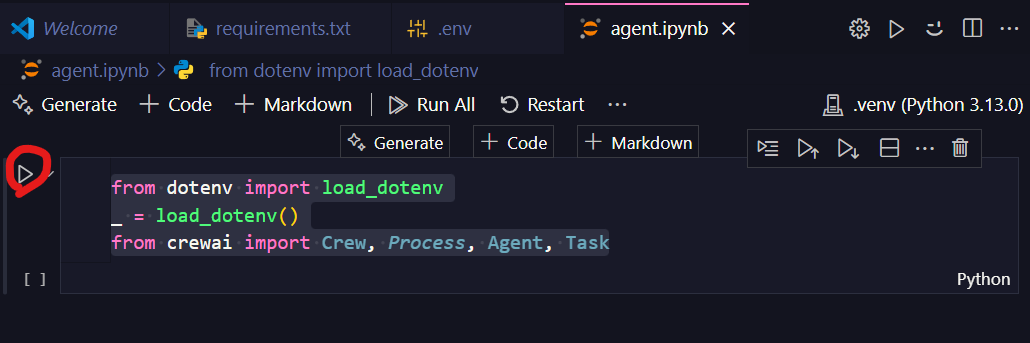 Welcome requirements.txt .env agent.ipynb
agent.ipynb > from dotenv import load_dotenv
Generate + Code + Markdown Run All Restart ... .venv (Python 3.13.0)
Generate + Code + Markdown
from dotenv import load_dotenv
_ = load_dotenv()
from crewai import Crew, Process, Agent, Task
[ ] Python